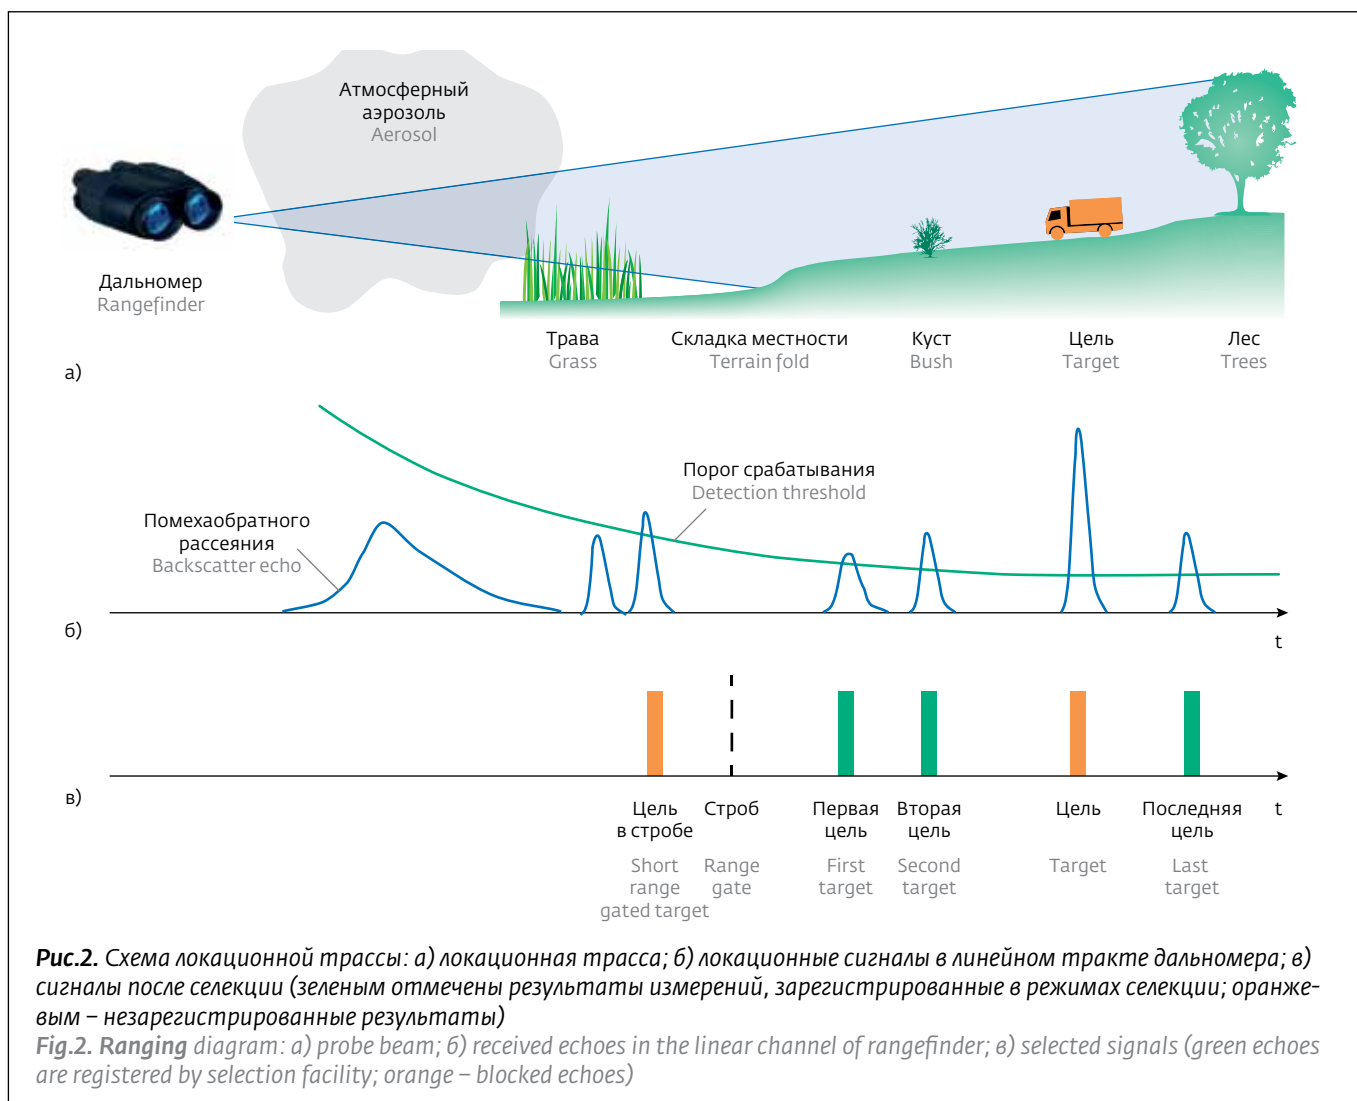 Атмосферный
аэрозоль
Aerosol
Дальномер
Rangefinder
Трава
Grass
Складка местности
Terrain fold
Куст
Bush
Цель
Target
Лес
Trees
а)
Порог срабатывания
Detection threshold
Помехаобратного
рассеяния
Backscatter echo
б)
t
в)
t
Цель
в стробе
Short
range
gated target
Строб
Range
gate
Первая
цель
First
target
Вторая
цель
Second
target
Цель
Target
Последняя
цель
Last
target
Рис.2. Схема локационной трассы: а) локационная трасса; б) локационные сигналы в линейном тракте дальномера; в)
сигналы после селекции (зеленым отмечены результаты измерений, зарегистрированные в режимах селекции; оранже-
вым – незарегистрированные результаты)
Fig.2. Ranging diagram: а) probe beam; б) received echoes in the linear channel of rangefinder; в) selected signals (green echoes
are registered by selection facility; orange – blocked echoes)